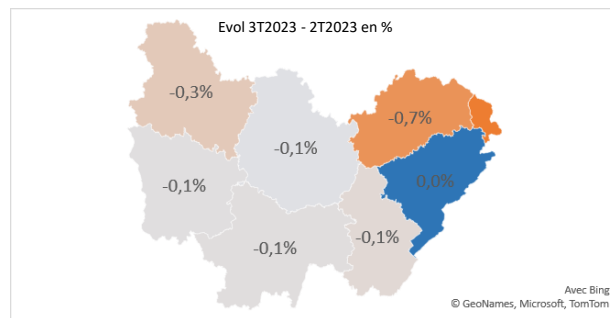 Evol 3T2023 - 2T2023 en %
-0,3%
-0,7%
-0,1%
0,0%
-0,1%
-0,1%
-0,1%
Avec Bing
© GeoNames, Microsoft, TomTom